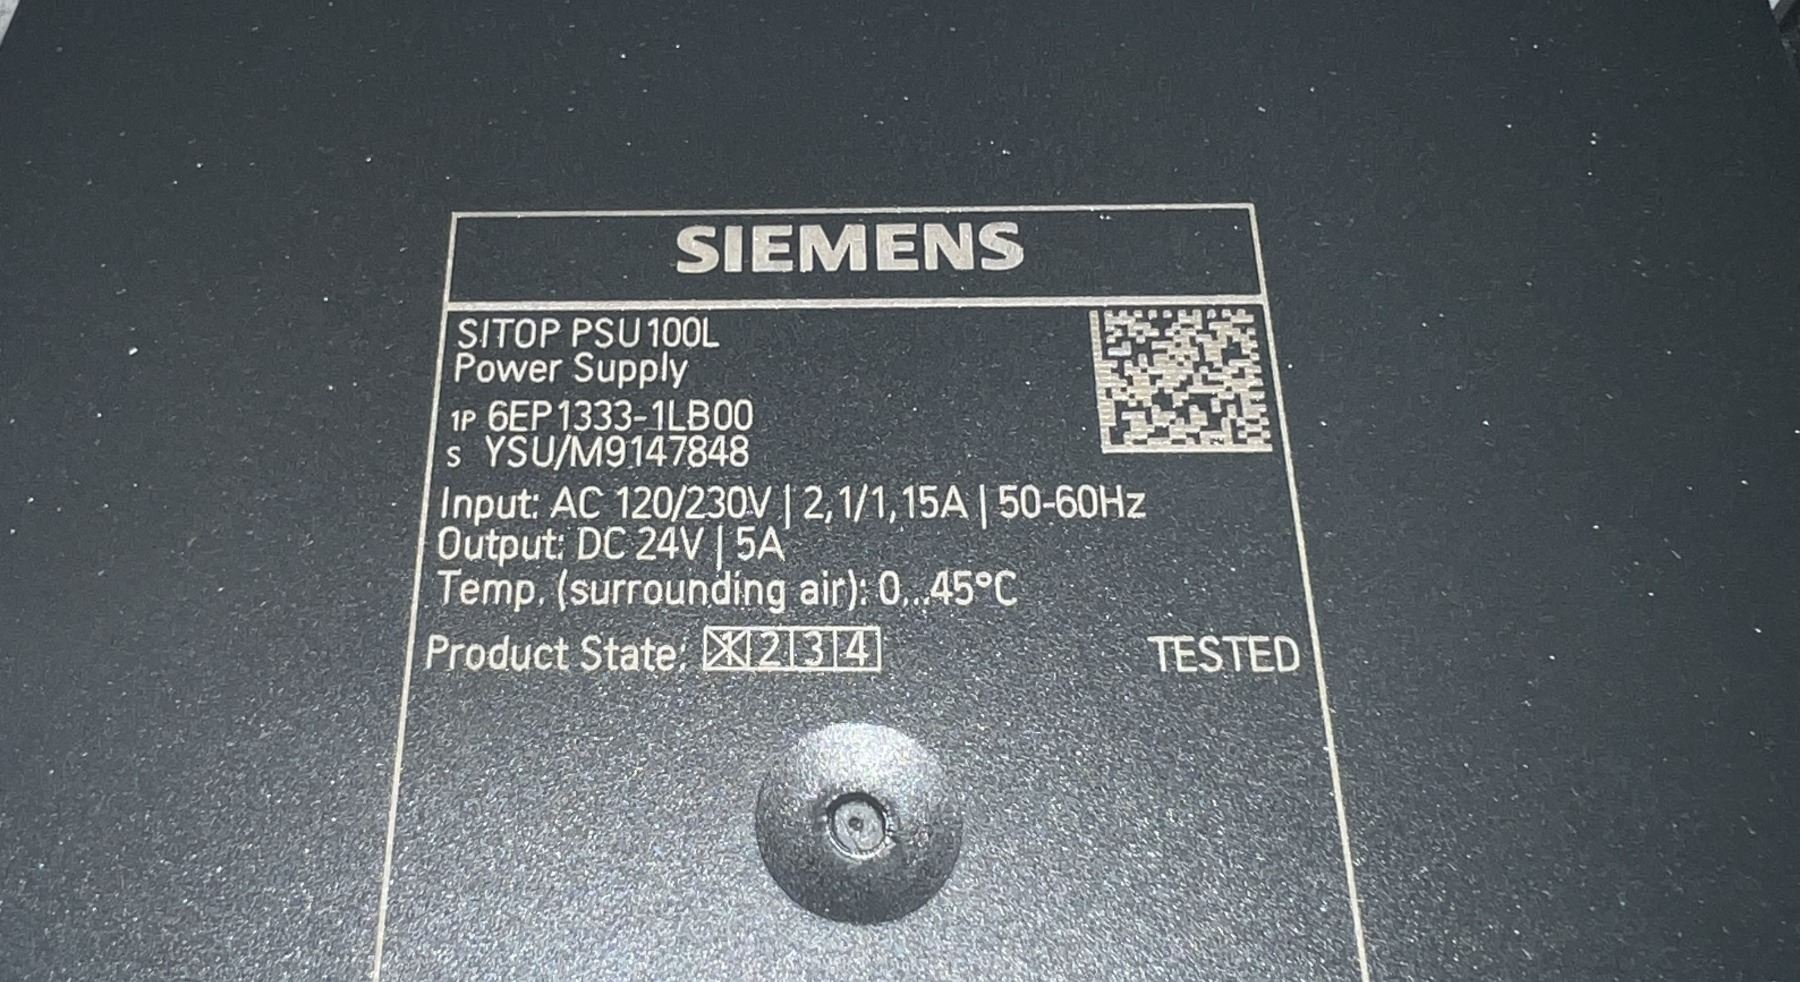 SIEMENS
SITOP PSU100L
Power Supply
1P 6EP1333-1LB00
S YSU/M9147848
Input: AC 120/230V | 2,1/1,15A | 50-60Hz
Output: DC 24V | 5A
Temp. (surrounding air): 0...45°C
Product State: 1 2 3 4 TESTED